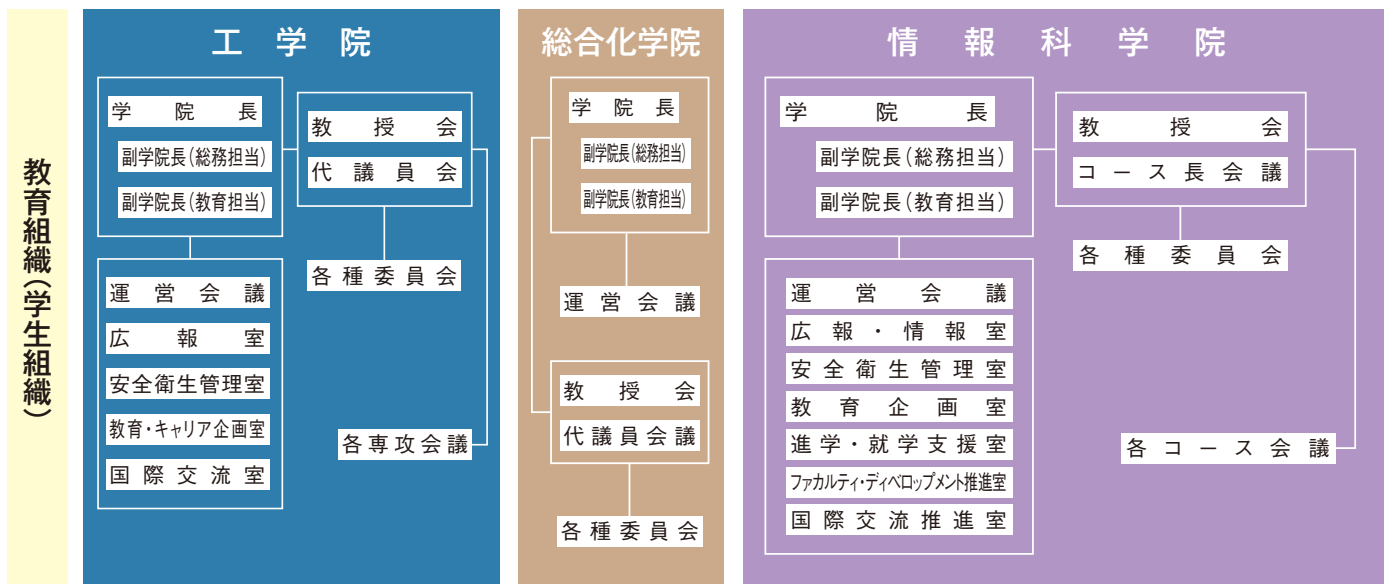 教育組織(学生組織)
工学院
学院長
副学院長(総務担当)
副学院長(教育担当)
教授会
代議員会
各種委員会
運営会議
広報室
安全衛生管理室
教育・キャリア企画室
国際交流室
各専攻会議
総合化学院
学院長
副学院長(総務担当)
副学院長(教育担当)
運営会議
教授会
代議員会議
各種委員会
情報科学院
学院長
副学院長(総務担当)
副学院長(教育担当)
教授会
コース長会議
各種委員会
運営会議
広報・情報室
安全衛生管理室
教育企画室
進学・就学支援室
ファカルティ・ディベロップメント推進室
国際交流推進室
各コース会議